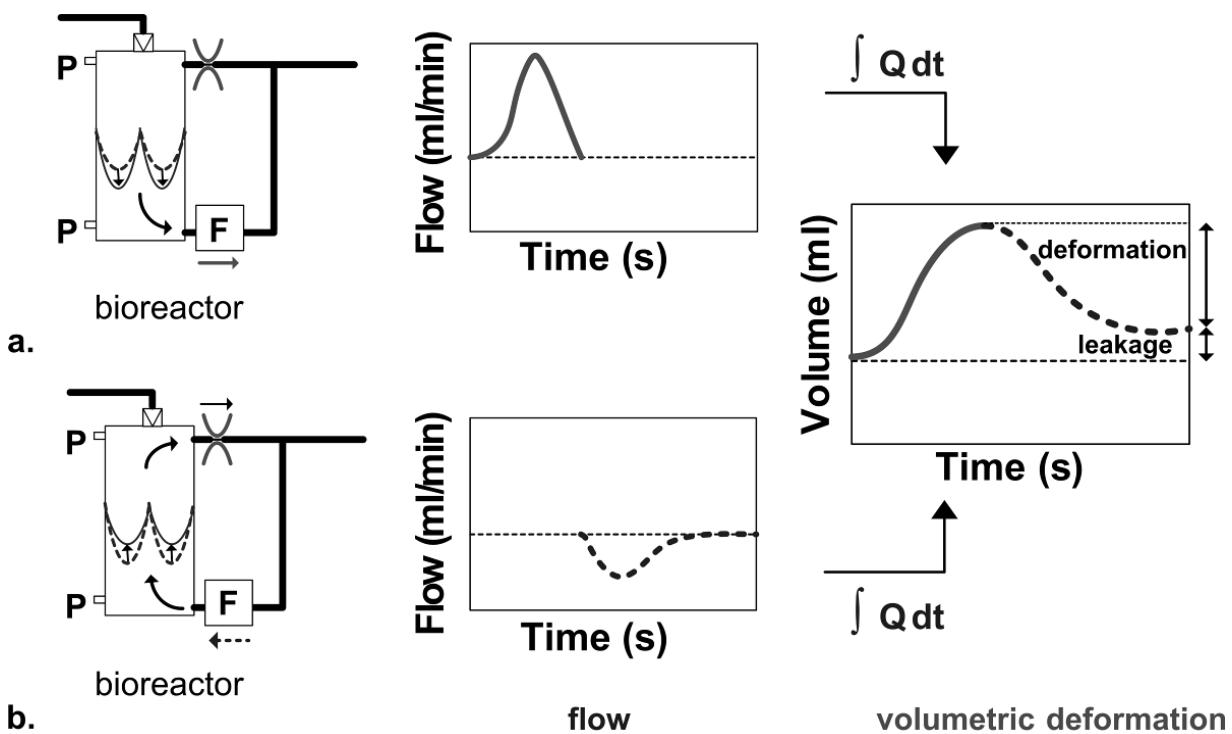 P
P
F
bioreactor
a.
Flow (ml/min)
Time (s)
∫ Q dt
Volume (ml)
deformation
leakage
Time (s)
P
P
F
bioreactor
b.
Flow (ml/min)
Time (s)
flow
∫ Q dt
volumetric deformation